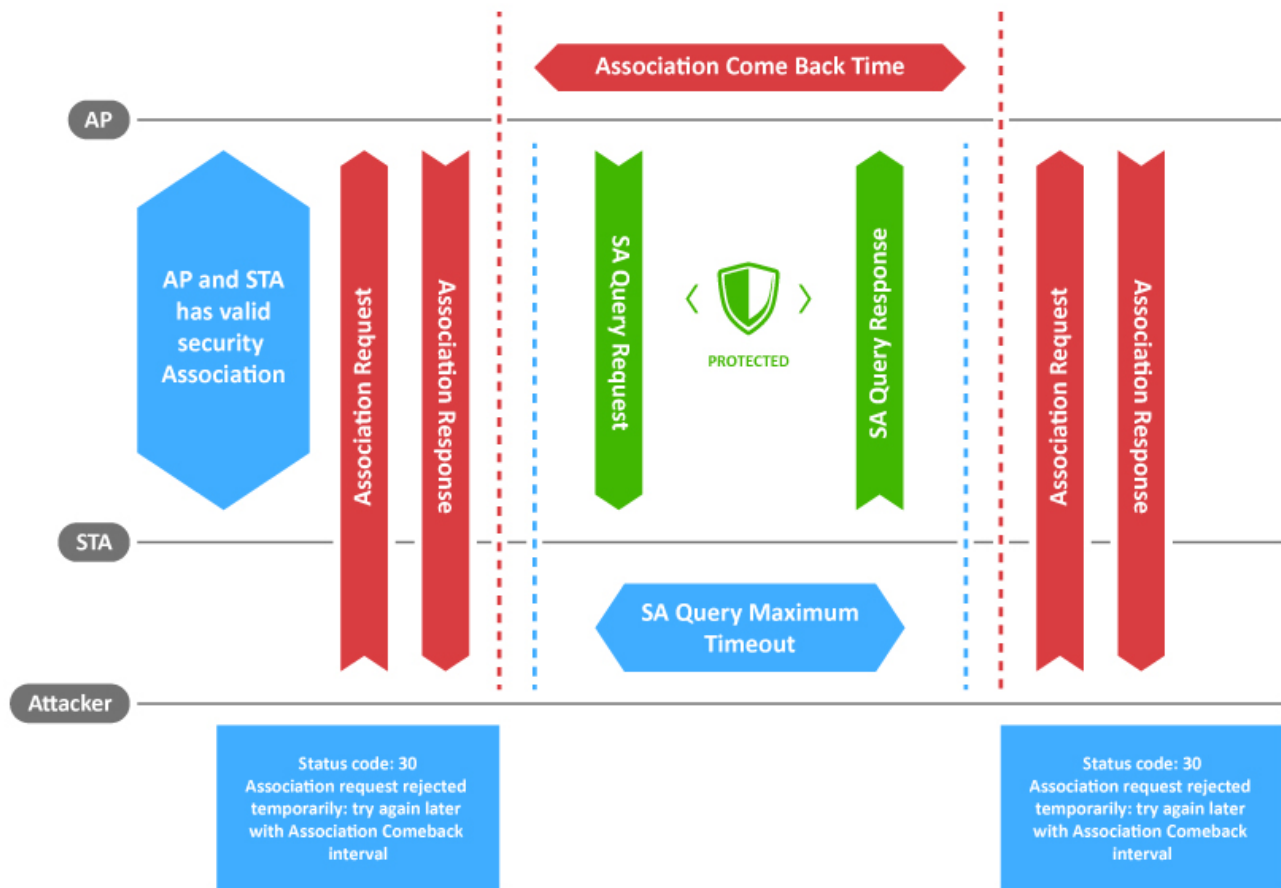 Association Come Back Time
AP
AP and STA
has valid
security
Association
Association Request
Association Response
SA Query Request
PROTECTED
SA Query Response
Association Request
Association Response
STA
SA Query Maximum
Timeout
Attacker
Status code: 30
Association request rejected
temporarily: try again later
with Association Comeback
interval
Status code: 30
Association request rejected
temporarily: try again later
with Association Comeback
interval